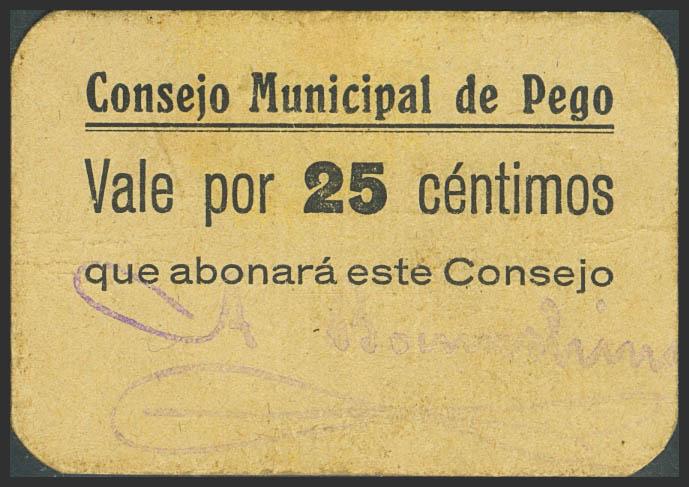 Consejo Municipal de Pego
Vale por 25 céntimos
que abonará este Consejo
A